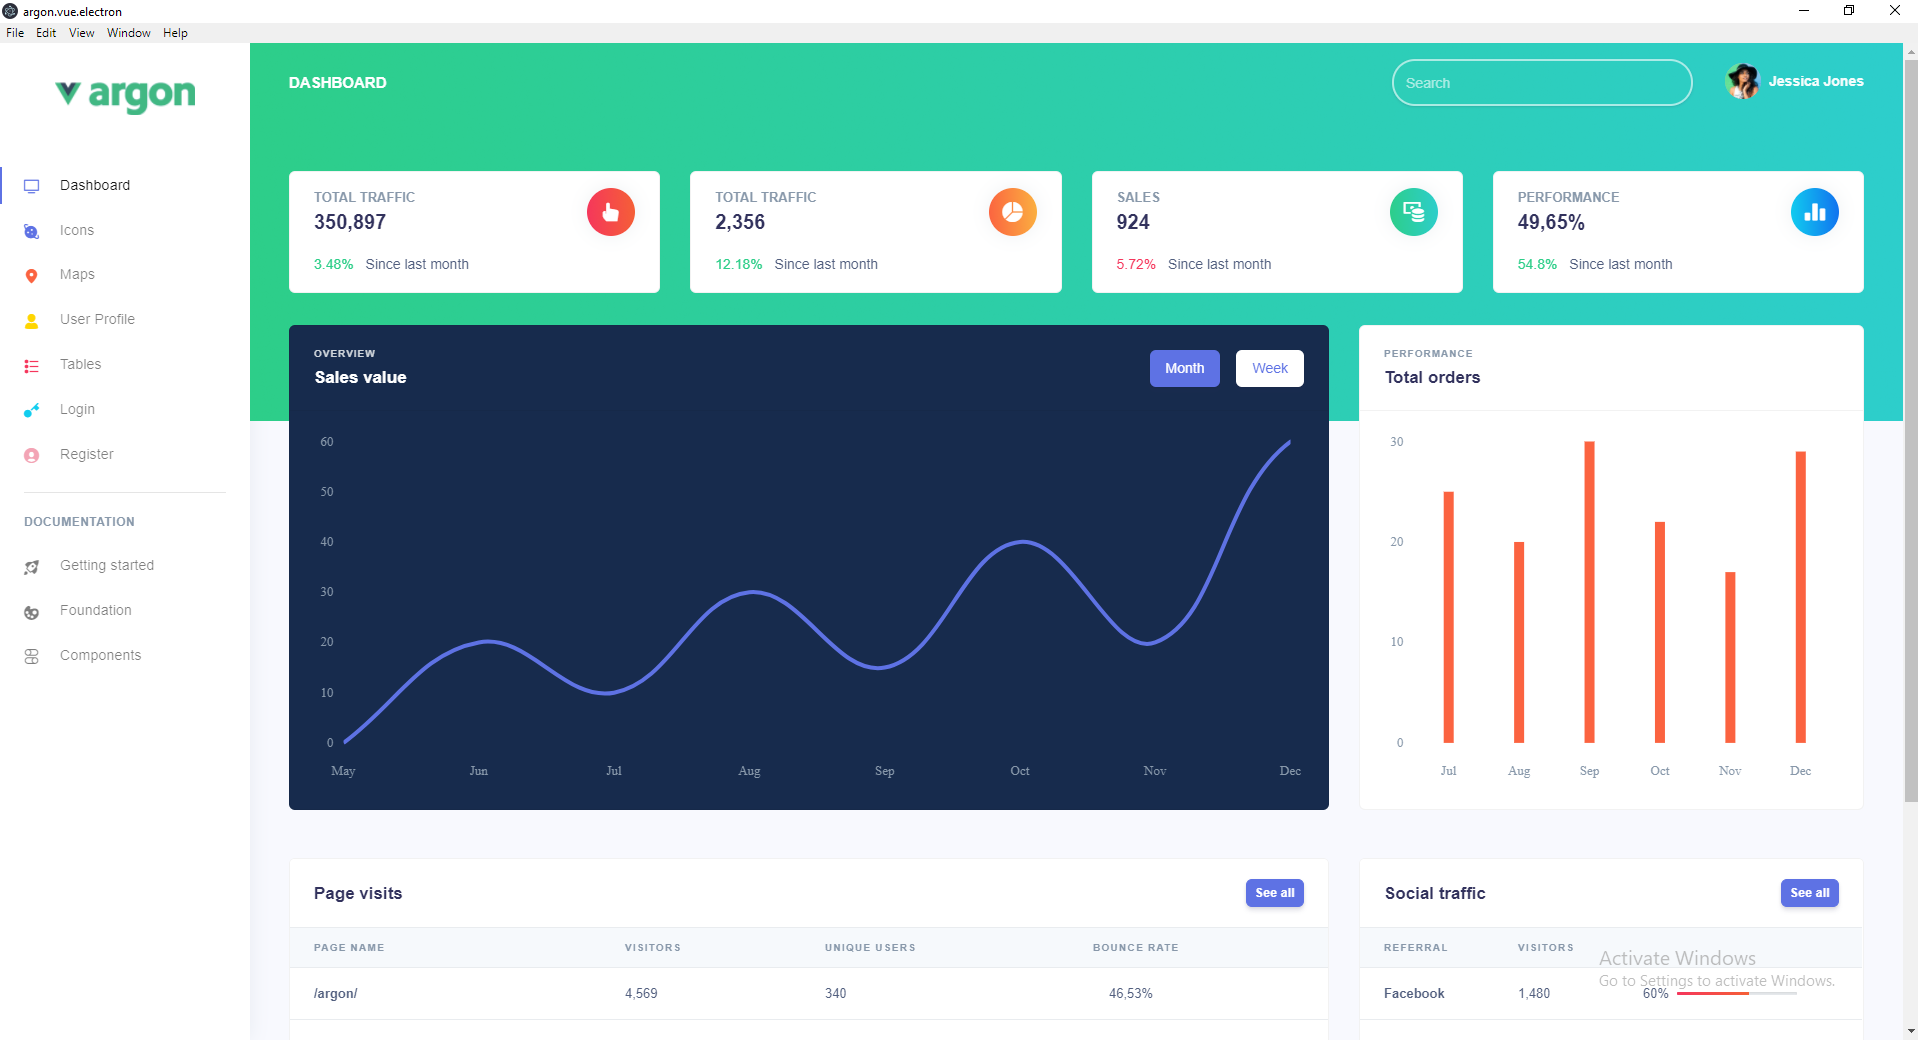 argon.vue.electron
File Edit View Window Help
argon
Dashboard
Icons
Maps
User Profile
Tables
Login
Register
DOCUMENTATION
Getting started
Foundation
Components
DASHBOARD
Search
Jessica Jones
TOTAL TRAFFIC
350,897
3.48% Since last month
TOTAL TRAFFIC
2,356
12.18% Since last month
SALES
924
5.72% Since last month
PERFORMANCE
49,65%
54.8% Since last month
OVERVIEW
Sales value
Month Week
60
50
40
30
20
10
0
May Jun Jul Aug Sep Oct Nov Dec
PERFORMANCE
Total orders
30
20
10
0
Jul Aug Sep Oct Nov Dec
Page visits
See all
PAGE NAME VISITORS UNIQUE USERS BOUNCE RATE
/argon/ 4,569 340 46,53%
Social traffic
See all
REFERRAL VISITORS
Facebook 1,480 60%
Activate Windows
Go to Settings to activate Windows.